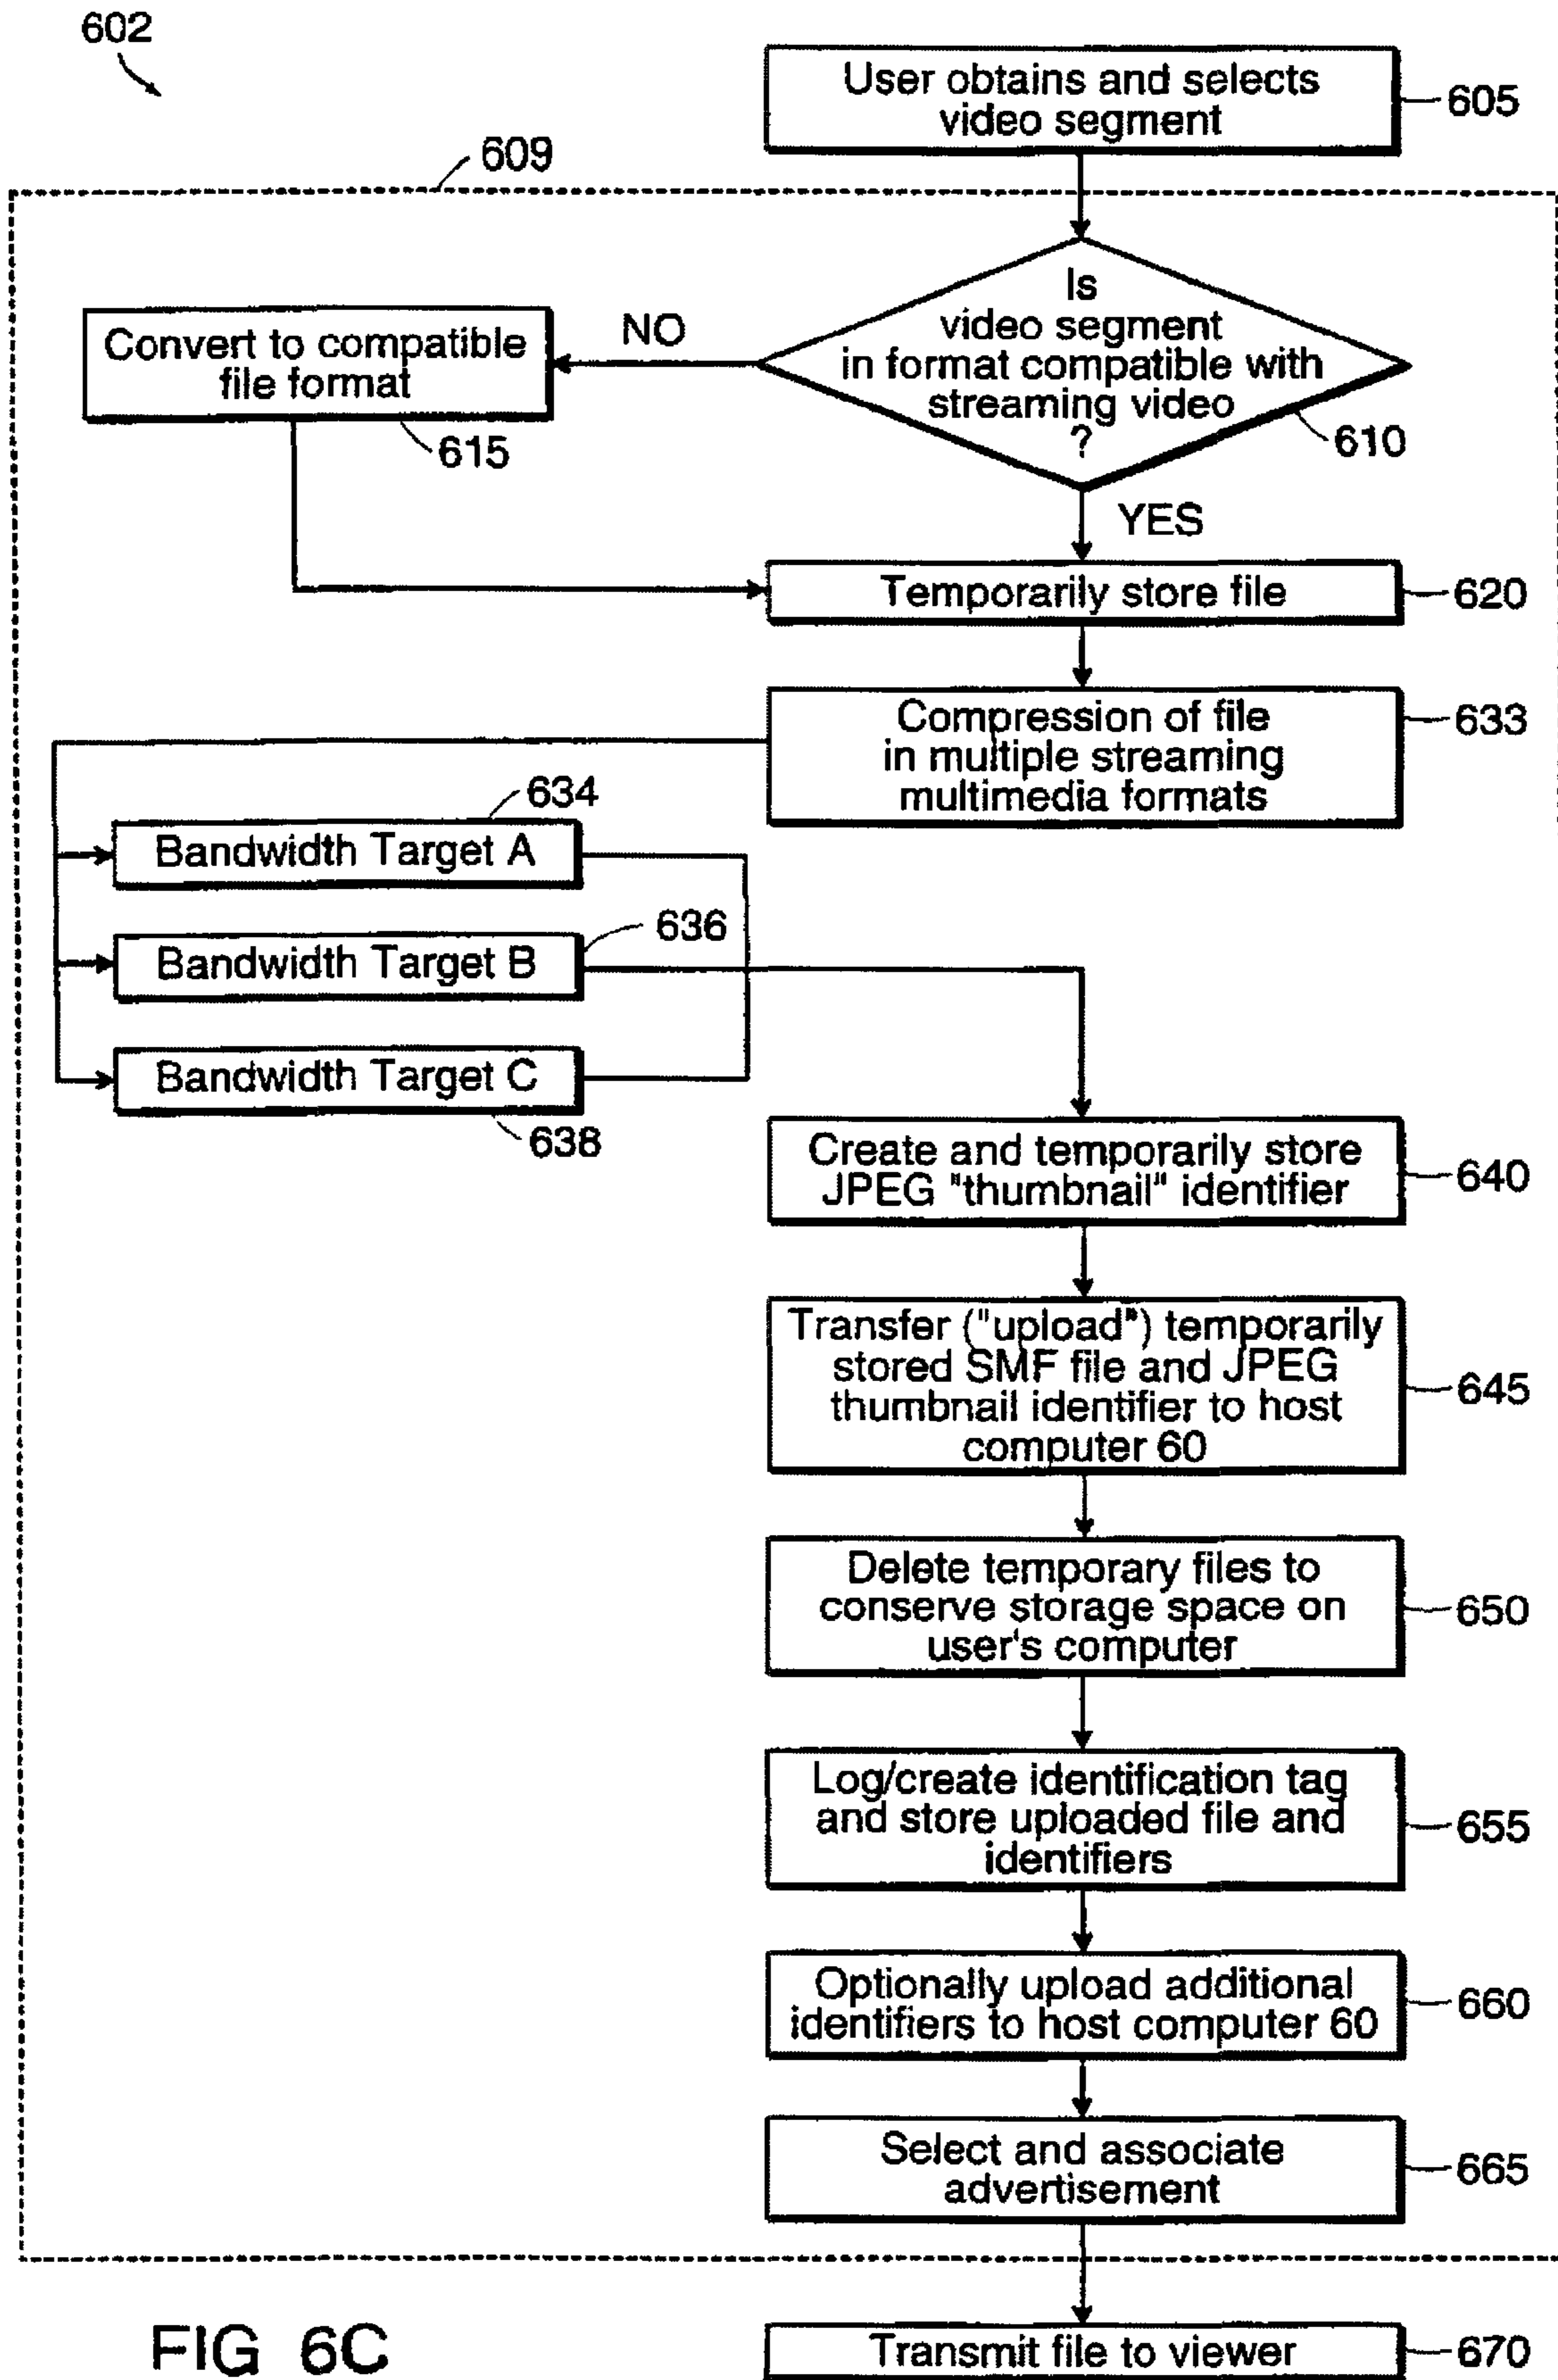 602
User obtains and selects
video segment
605
609
Is
video segment
in format compatible with
streaming video
?
610
NO
Convert to compatible
file format
615
YES
Temporarily store file
620
Compression of file
in multiple streaming
multimedia formats
633
634
Bandwidth Target A
636
Bandwidth Target B
Bandwidth Target C
638
Create and temporarily store
JPEG "thumbnail" identifier
640
Transfer ("upload") temporarily
stored SMF file and JPEG
thumbnail identifier to host
computer 60
645
Delete temporary files to
conserve storage space on
user's computer
650
Log/create identification tag
and store uploaded file and
identifiers
655
Optionally upload additional
identifiers to host computer 60
660
Select and associate
advertisement
665
Transmit file to viewer
670
FIG 6C